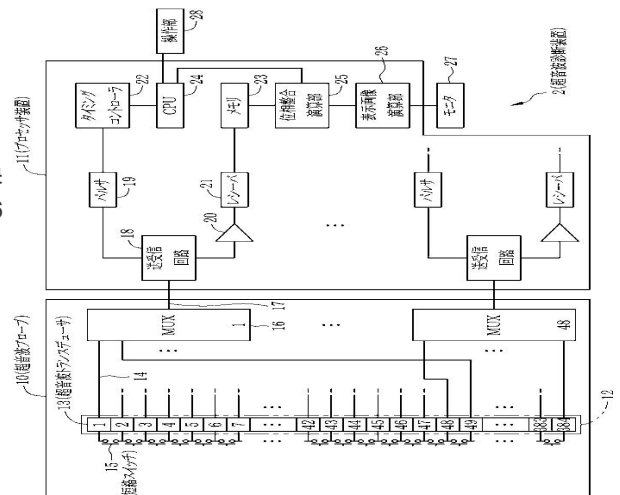 2(超音波診断装置)
11(プロセッサ装置)
28
操作部
タイミング
コントローラ
22
CPU
24
メモリ
23
位相整合
演算部
25
表示画像
演算部
26
モニタ
27
パルサ
19
レシーバ
21
20
18
送受信
回路
17
パルサ
レシーバ
送受信
回路
10(超音波プローブ)
MUX
1
16
MUX
48
13(超音波トランスデューサ)
14
12
1
2
3
4
5
6
7
42
43
44
45
46
47
48
49
383
384
15
(短絡スイッチ)